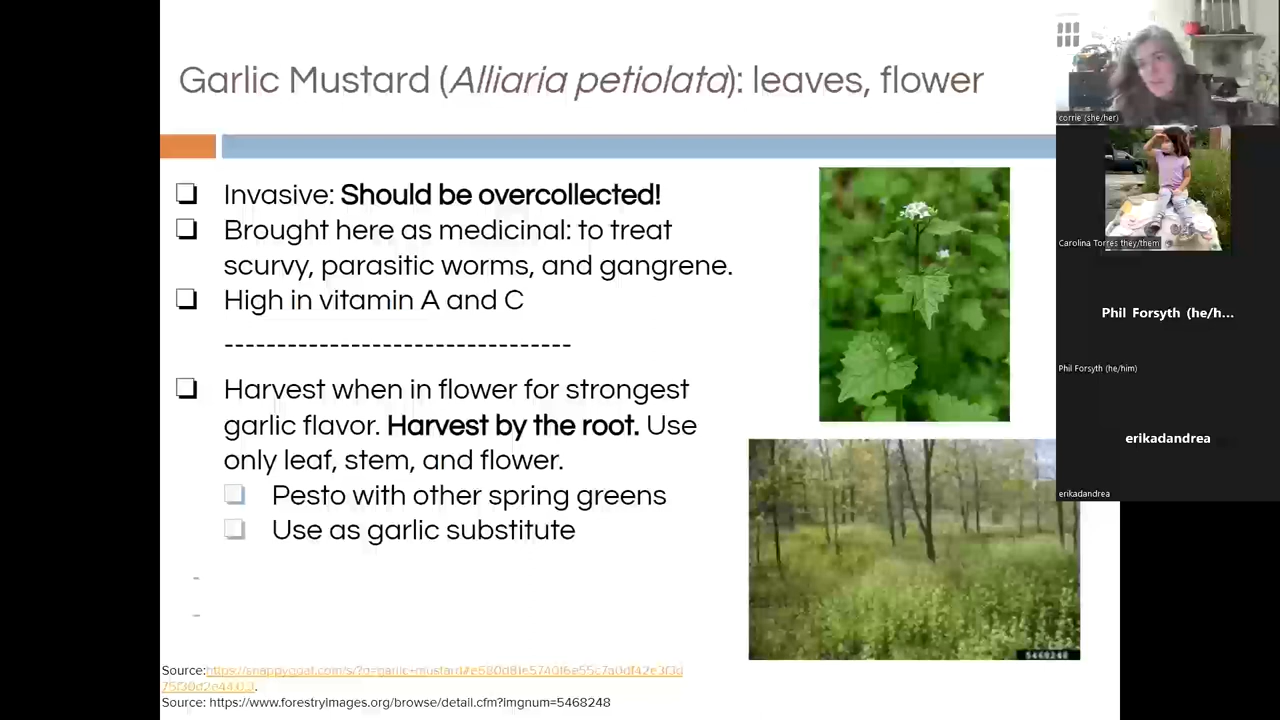 Garlic Mustard (Alliaria petiolata): leaves, flower
Invasive: Should be overcollected!
Brought here as medicinal: to treat
scurvy, parasitic worms, and gangrene.
High in vitamin A and C
---------------------------------
Harvest when in flower for strongest
garlic flavor. Harvest by the root. Use
only leaf, stem, and flower.
Pesto with other spring greens
Use as garlic substitute
-
-
Source:
Source: https://www.forestryimages.org/browse/detail.cfm?imgnum=5468248
5468248
corrie (she/her)
Carolina Torres they/them
Phil Forsyth (he/h...
Phil Forsyth (he/him)
erikadandrea
erikadandrea